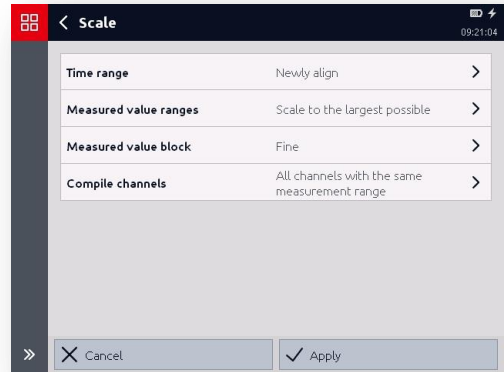 Scale
09:21:04
Time range Newly align
Measured value ranges Scale to the largest possible
Measured value block Fine
Compile channels All channels with the same
measurement range
Cancel Apply